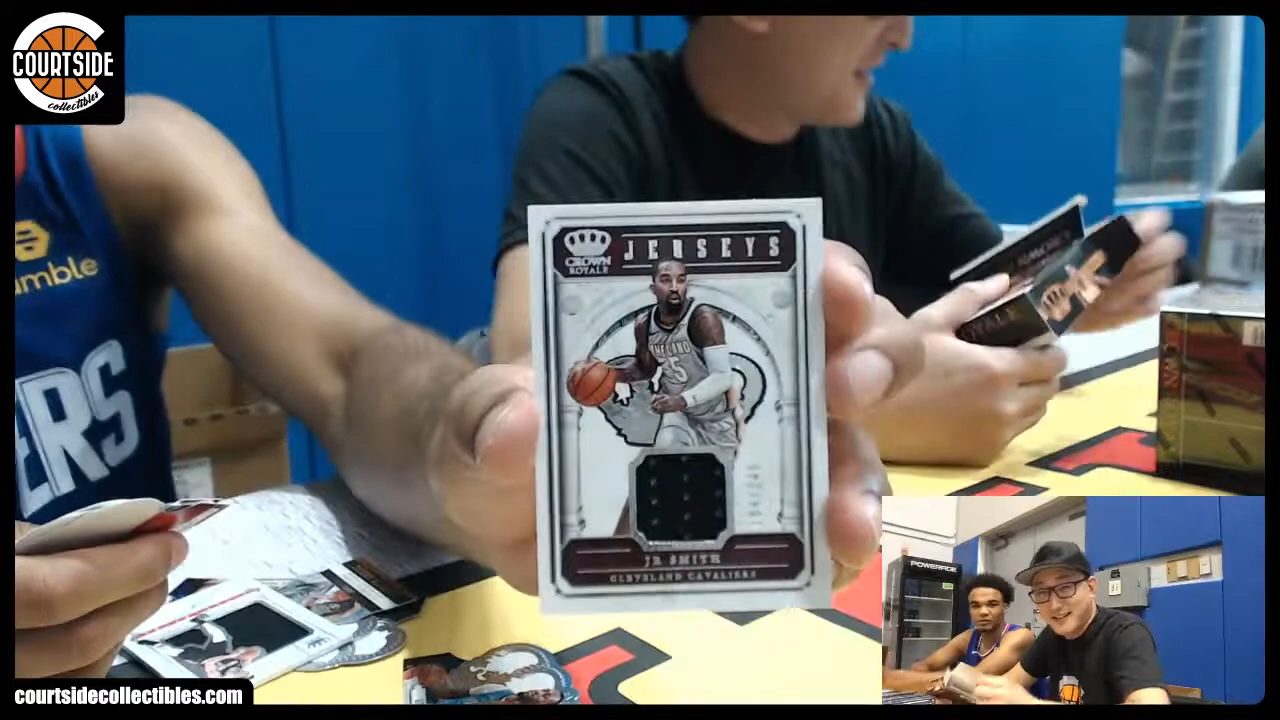 COURTSIDE
collectibles
CROWN
ROYALE
JERSEYS
JR SMITH
CLEVELAND CAVALIERS
umble
ERS
POWERADE
courtsidecollectibles.com